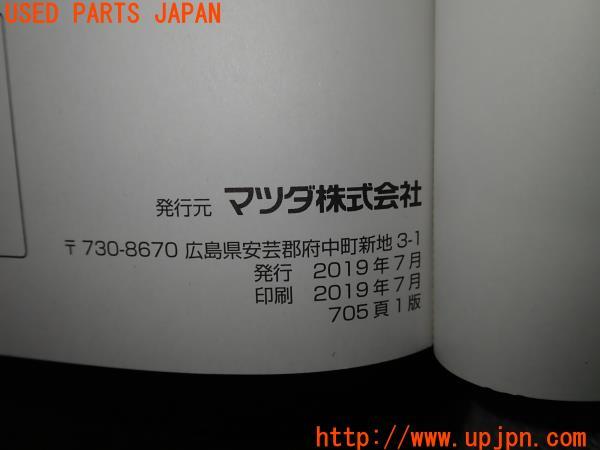 USED PARTS JAPAN
発行元 マツダ株式会社
〒730-8670 広島県安芸郡府中町新地 3-1
発行 2019年7月
印刷 2019年7月
705頁1版
http://www.upjpn.com